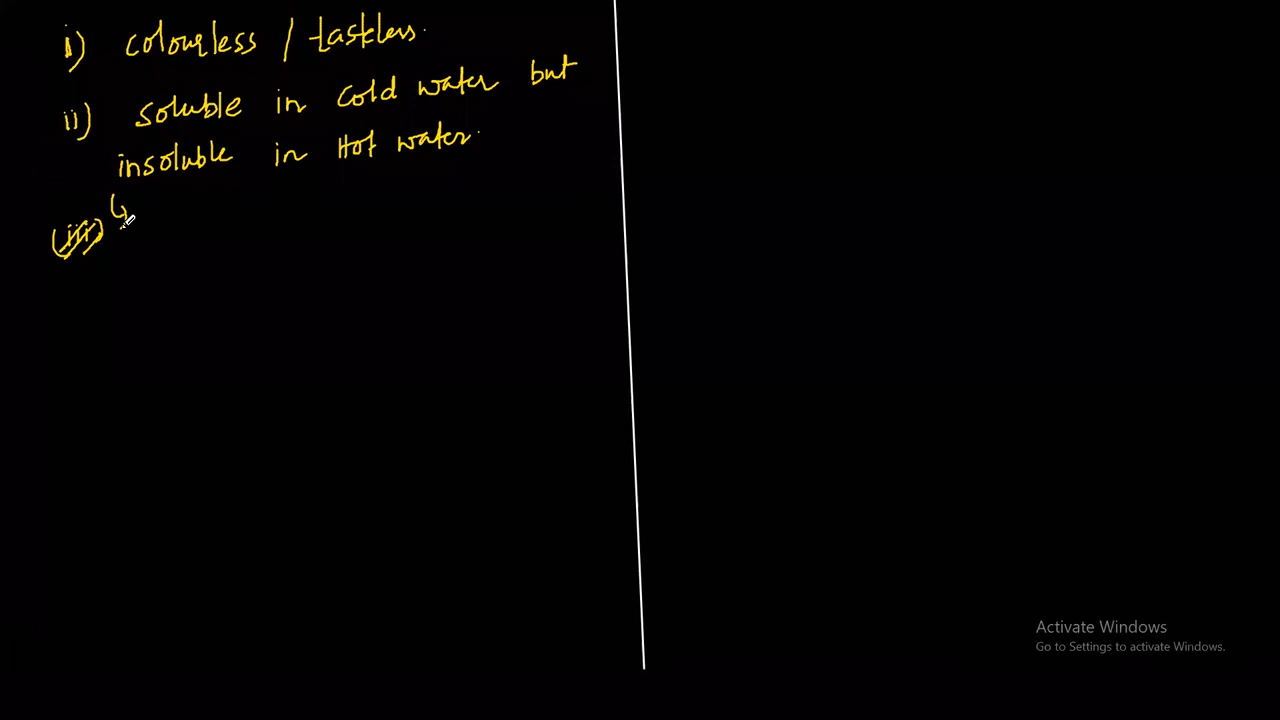 i) colourless / tasteless.
ii) soluble in cold water but
insoluble in Hot water.
(iii)
Activate Windows
Go to Settings to activate Windows.